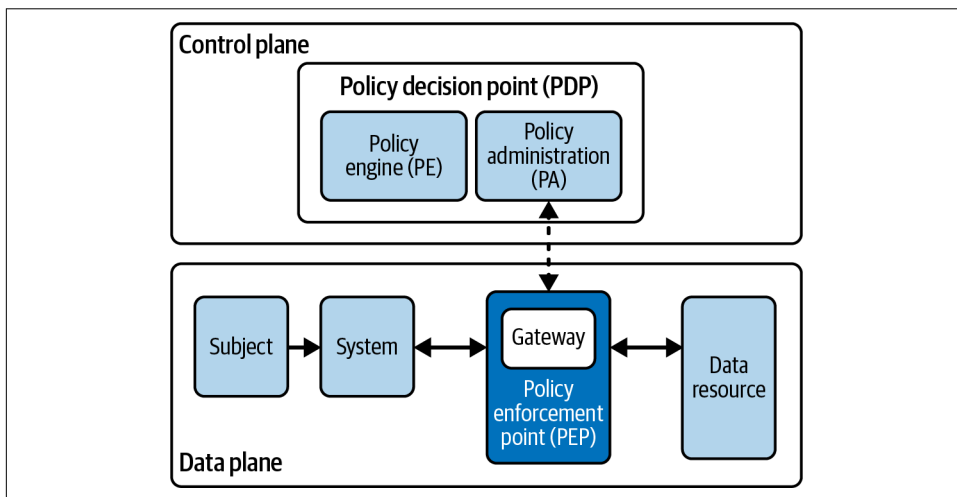 Control plane
Policy decision point (PDP)
Policy
engine (PE)
Policy
administration
(PA)
Subject
System
Gateway
Policy
enforcement
point (PEP)
Data
resource
Data plane